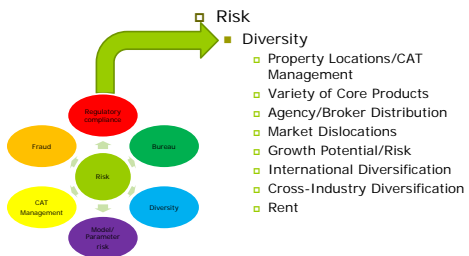 Risk
Diversity
Property Locations/CAT
Management
Variety of Core Products
Agency/Broker Distribution
Market Dislocations
Growth Potential/Risk
International Diversification
Cross-Industry Diversification
Rent
Regulatory
compliance
Fraud
Bureau
Risk
CAT
Management
Diversity
Model/
Parameter
risk